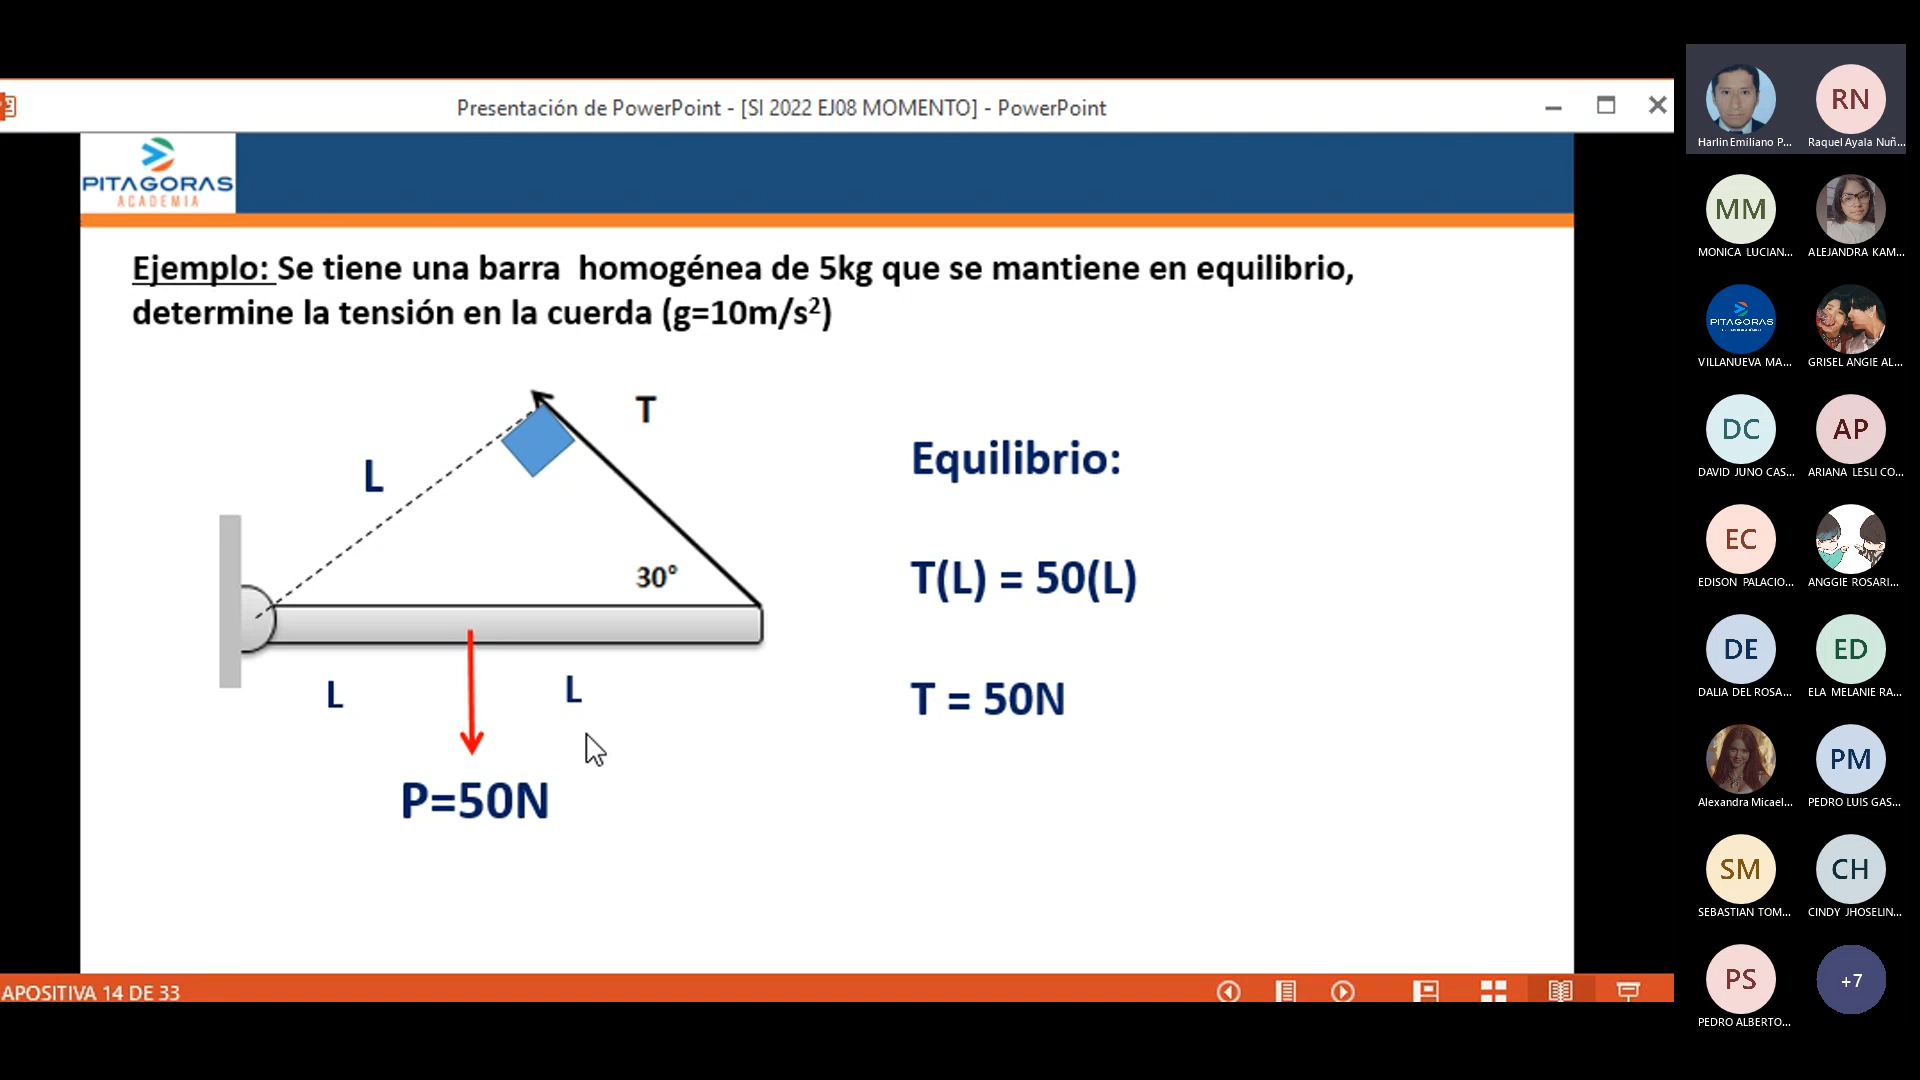 Presentación de PowerPoint - [SI 2022 EJ08 MOMENTO] - PowerPoint
PITAGORAS
ACADEMIA
Ejemplo: Se tiene una barra homogénea de 5kg que se mantiene en equilibrio,
determine la tensión en la cuerda (g=10m/s²)
T
L
Equilibrio:
30°
T(L) = 50(L)
L
L
T = 50N
P=50N
APOSITIVA 14 DE 33
RN
Harlin Emiliano P...
Raquel Ayala Nuñ...
MM
MONICA LUCIAN...
ALEJANDRA KAM...
PITAGORAS
VILLANUEVA MA...
GRISEL ANGIE AL...
DC
AP
DAVID JUNO CAS...
ARIANA LESLI CO...
EC
EDISON PALACIO...
ANGGIE ROSARI...
DE
ED
DALIA DEL ROSA...
ELA MELANIE RA...
PM
Alexandra Micael...
PEDRO LUIS GAS...
SM
CH
SEBASTIAN TOM...
CINDY JHOSELIN...
PS
+7
PEDRO ALBERTO...